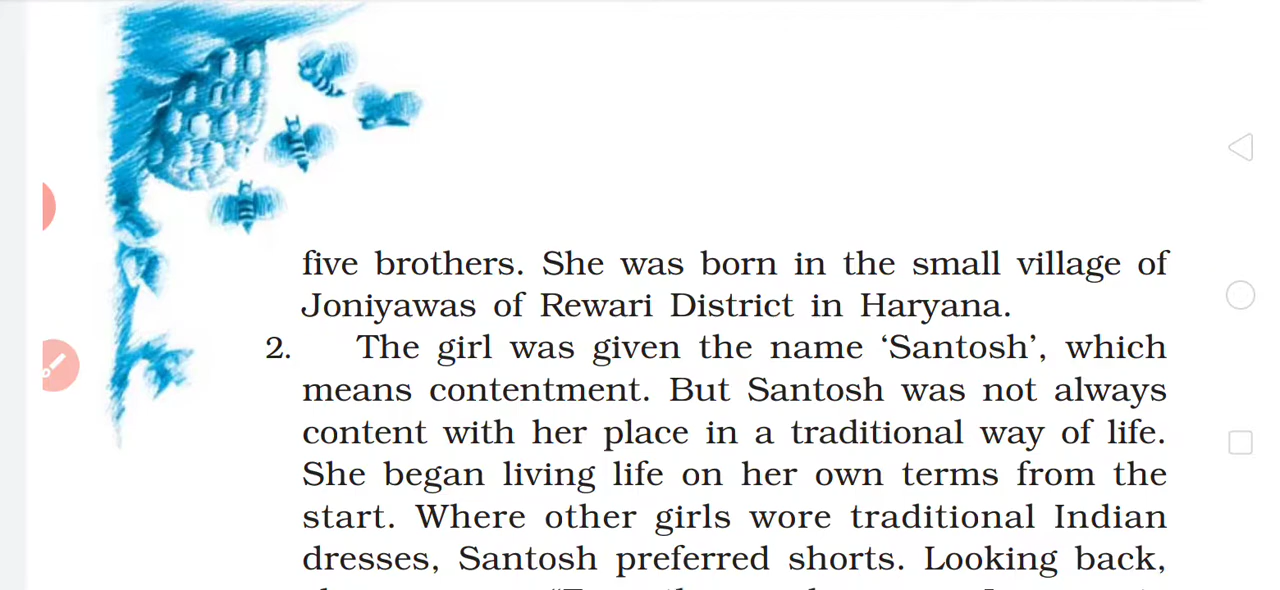 five brothers. She was born in the small village of
Joniyawas of Rewari District in Haryana.
2. The girl was given the name ‘Santosh’, which
means contentment. But Santosh was not always
content with her place in a traditional way of life.
She began living life on her own terms from the
start. Where other girls wore traditional Indian
dresses, Santosh preferred shorts. Looking back,